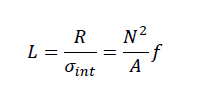 L = R/σ_int = N²/A f